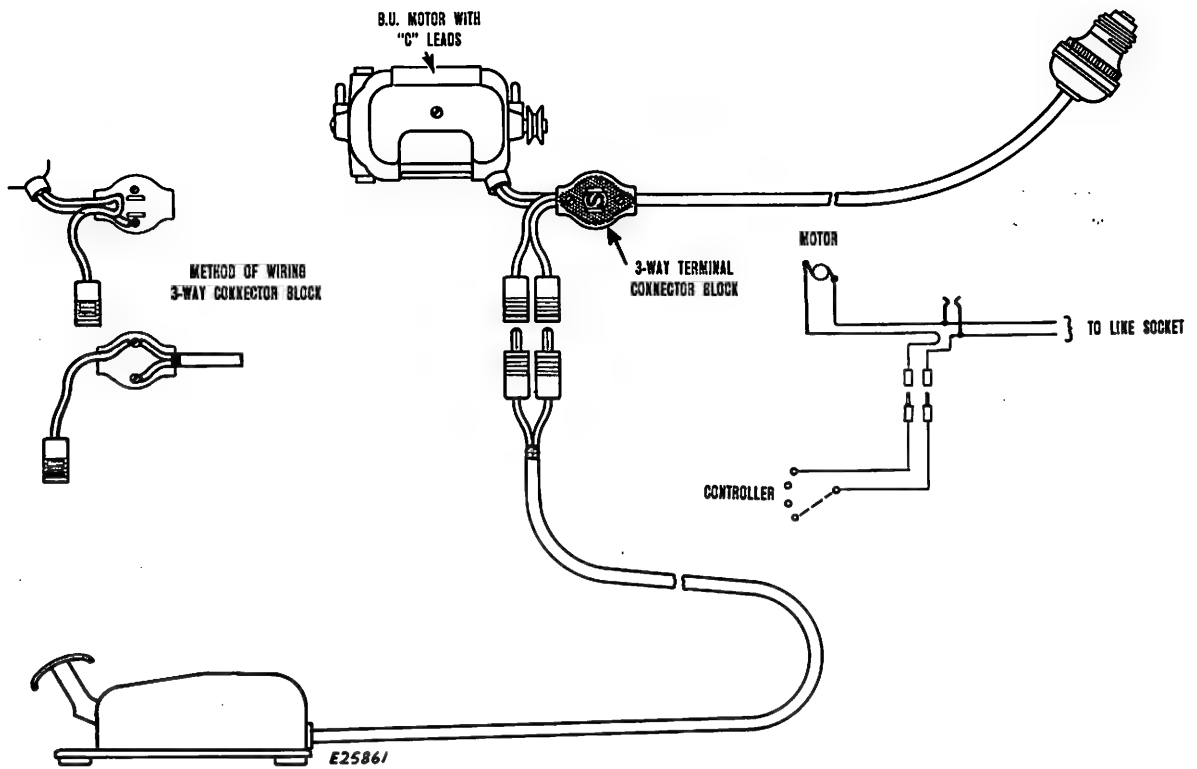 B.U. MOTOR WITH
"C" LEADS
METHOD OF WIRING
3-WAY CONNECTOR BLOCK
3-WAY TERMINAL
CONNECTOR BLOCK
MOTOR
TO LINE SOCKET
CONTROLLER
E25861